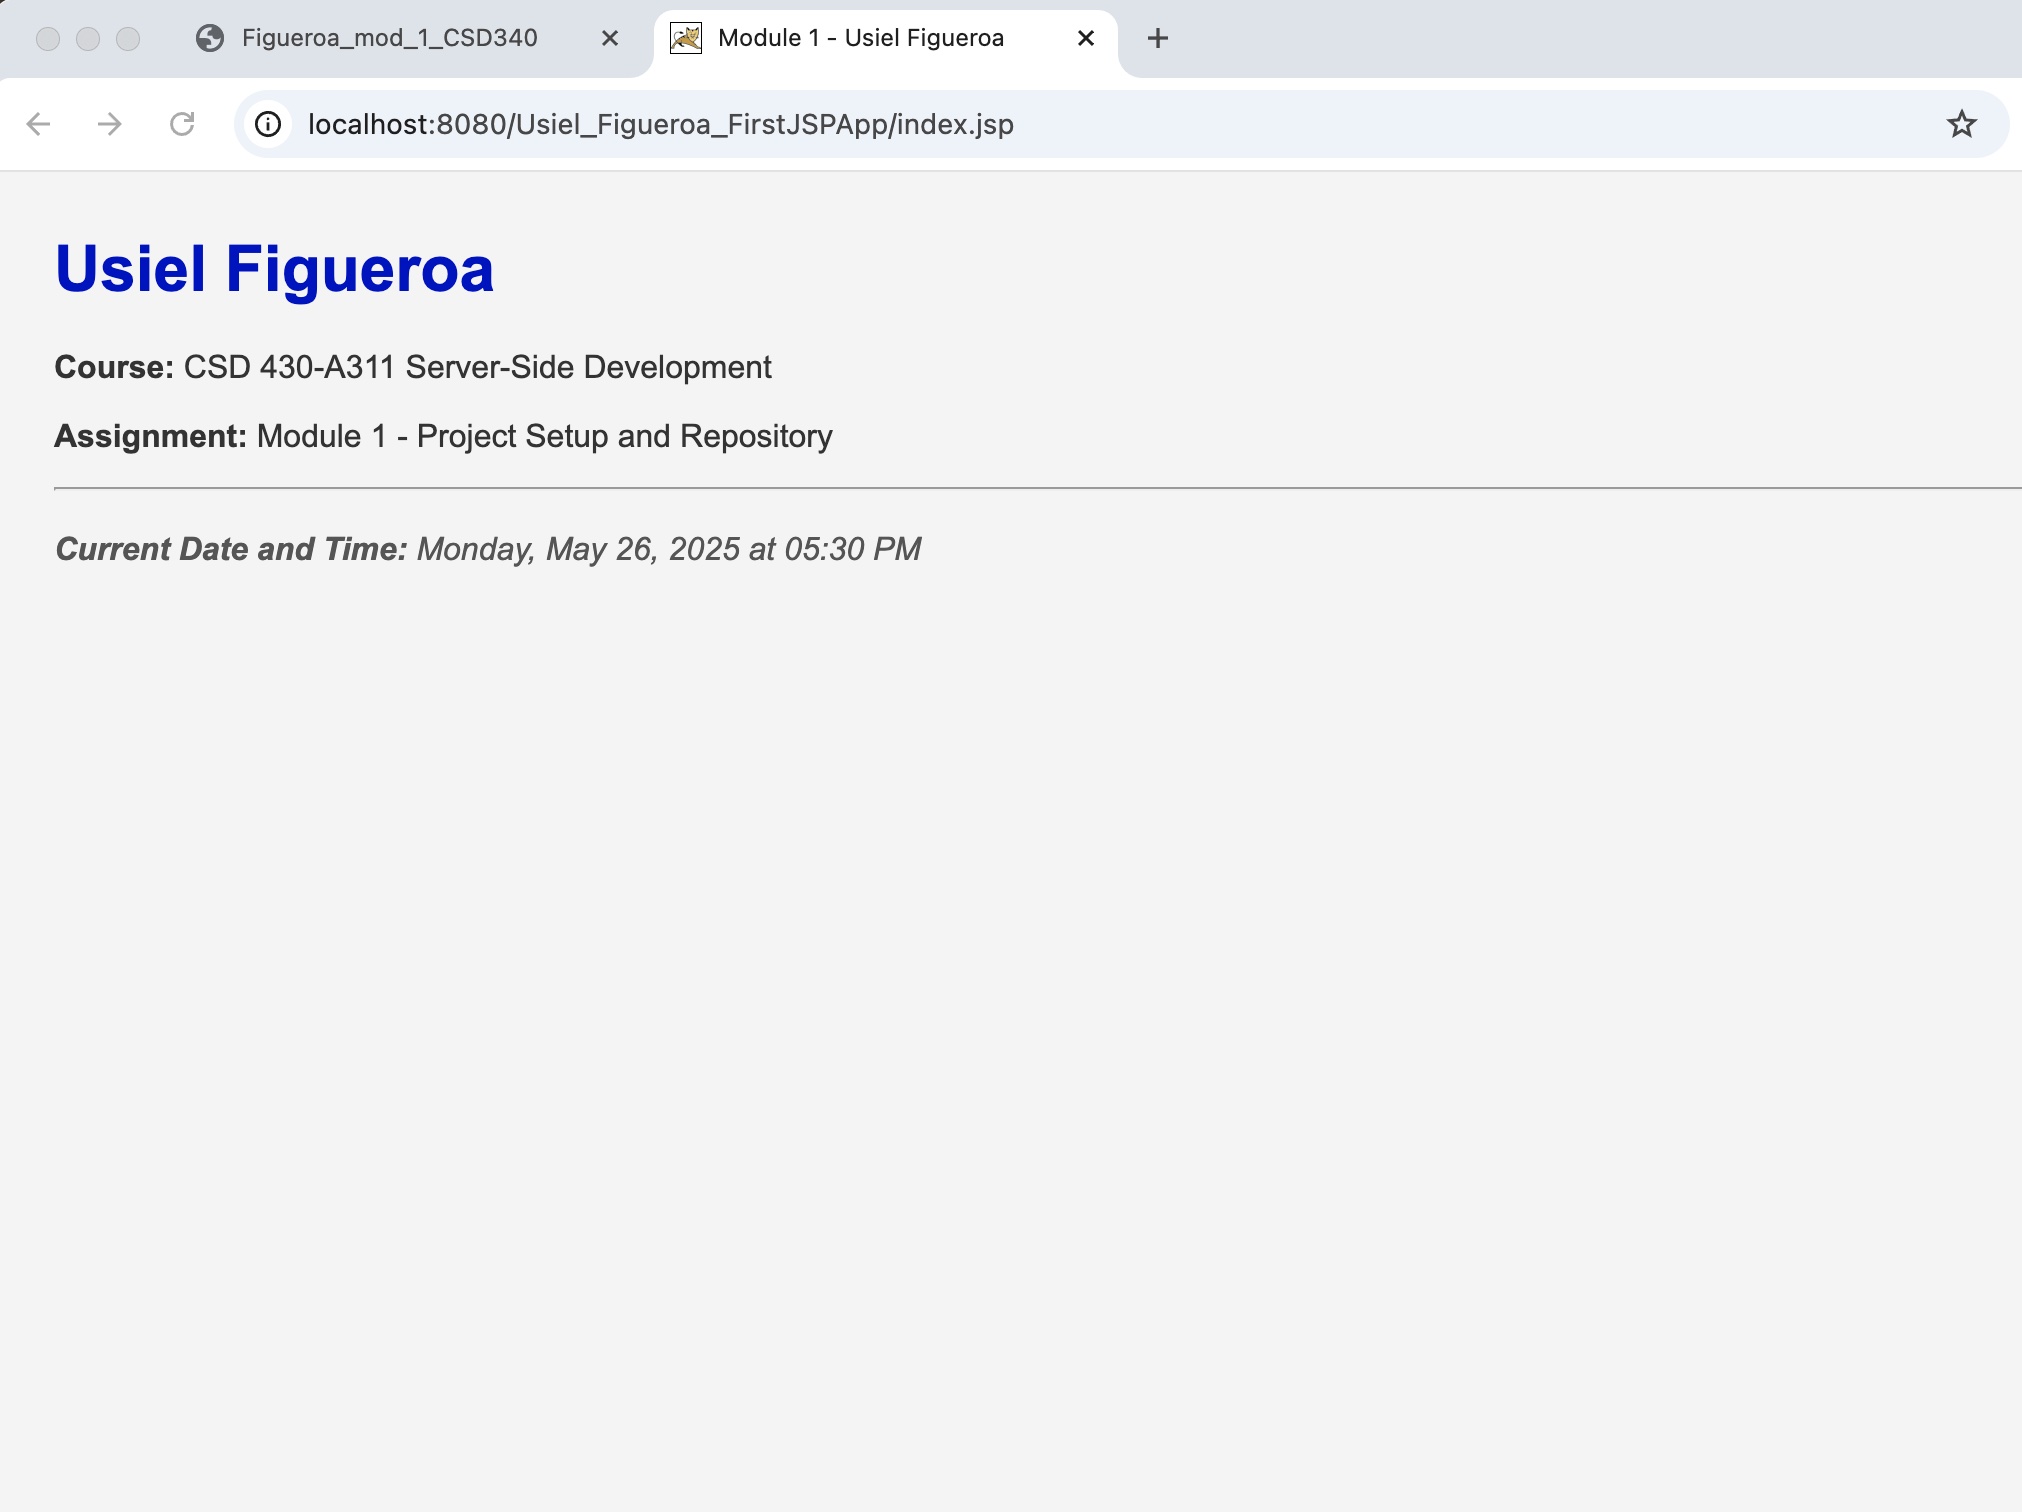 Figueroa_mod_1_CSD340
Module 1 - Usiel Figueroa
localhost:8080/Usiel_Figueroa_FirstJSPApp/index.jsp
Usiel Figueroa
Course: CSD 430-A311 Server-Side Development
Assignment: Module 1 - Project Setup and Repository
Current Date and Time: Monday, May 26, 2025 at 05:30 PM